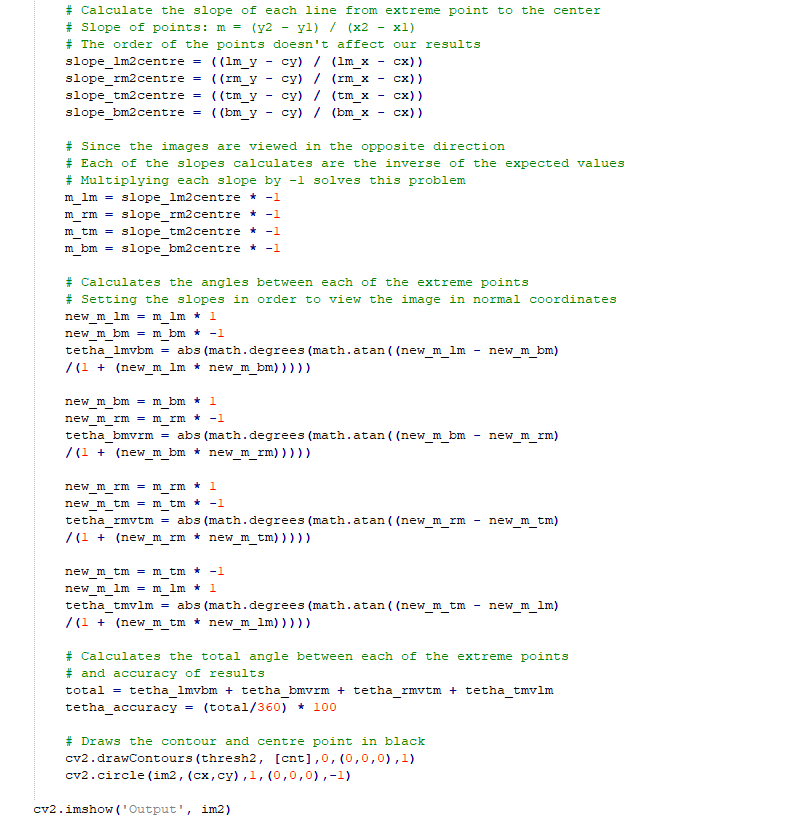 # Calculate the slope of each line from extreme point to the center
# Slope of points: m = (y2 - y1) / (x2 - x1)
# The order of the points doesn't affect our results
slope_lm2centre = ((lm_y - cy) / (lm_x - cx))
slope_rm2centre = ((rm_y - cy) / (rm_x - cx))
slope_tm2centre = ((tm_y - cy) / (tm_x - cx))
slope_bm2centre = ((bm_y - cy) / (bm_x - cx))
# Since the images are viewed in the opposite direction
# Each of the slopes calculates are the inverse of the expected values
# Multiplying each slope by -1 solves this problem
m_lm = slope_lm2centre * -1
m_rm = slope_rm2centre * -1
m_tm = slope_tm2centre * -1
m_bm = slope_bm2centre * -1
# Calculates the angles between each of the extreme points
# Setting the slopes in order to view the image in normal coordinates
new_m_lm = m_lm * 1
new_m_bm = m_bm * -1
tetha_lmvbm = abs(math.degrees(math.atan((new_m_lm - new_m_bm)
/(1 + (new_m_lm * new_m_bm)))))
new_m_bm = m_bm * 1
new_m_rm = m_rm * -1
tetha_bmvrm = abs(math.degrees(math.atan((new_m_bm - new_m_rm)
/(1 + (new_m_bm * new_m_rm)))))
new_m_rm = m_rm * 1
new_m_tm = m_tm * -1
tetha_rmvtm = abs(math.degrees(math.atan((new_m_rm - new_m_tm)
/(1 + (new_m_rm * new_m_tm)))))
new_m_tm = m_tm * -1
new_m_lm = m_lm * 1
tetha_tmvlm = abs(math.degrees(math.atan((new_m_tm - new_m_lm)
/(1 + (new_m_tm * new_m_lm)))))
# Calculates the total angle between each of the extreme points
# and accuracy of results
total = tetha_lmvbm + tetha_bmvrm + tetha_rmvtm + tetha_tmvlm
tetha_accuracy = (total/360) * 100
# Draws the contour and centre point in black
cv2.drawContours(thresh2, [cnt],0,(0,0,0),1)
cv2.circle(im2,(cx,cy),1,(0,0,0),-1)
cv2.imshow('Output', im2)